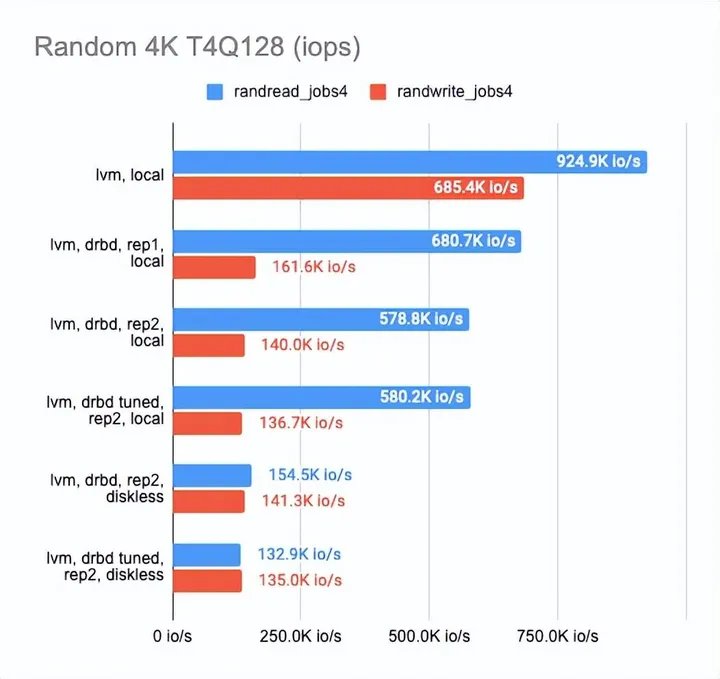 Random 4K T4Q128 (iops)
randread_jobs4 randwrite_jobs4
lvm, local
924.9K io/s
685.4K io/s
lvm, drbd, rep1,
local
680.7K io/s
161.6K io/s
lvm, drbd, rep2,
local
578.8K io/s
140.0K io/s
lvm, drbd tuned,
rep2, local
580.2K io/s
136.7K io/s
lvm, drbd, rep2,
diskless
154.5K io/s
141.3K io/s
lvm, drbd tuned,
rep2, diskless
132.9K io/s
135.0K io/s
0 io/s 250.0K io/s 500.0K io/s 750.0K io/s